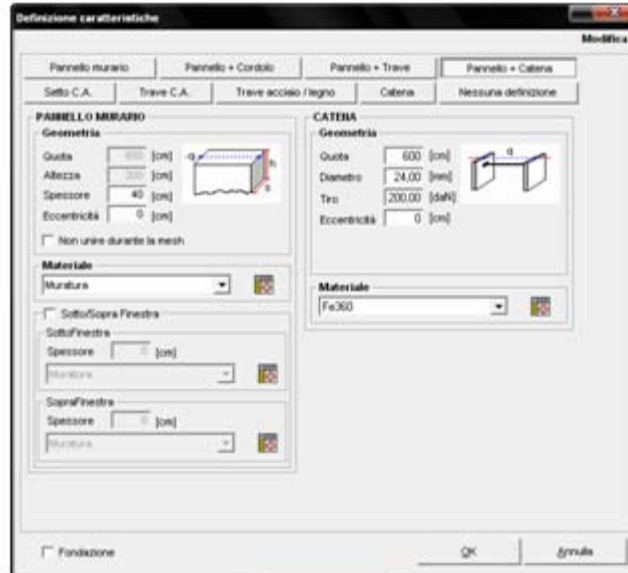 Definizione caratteristiche
Modifica
Pannello murario Pannello + Cordolo Pannello + Trave Pannello + Catena
Setto C.A. Trave C.A. Trave acciaio / legno Catena Nessuna definizione
PANNELLO MURARIO
Geometria
Quota [cm]
Altezza 300 [cm]
Spessore 40 [cm]
Eccentricità 0 [cm]
Non unire durante la mesh
Materiale
Muratura
Sotto/Sopra Finestra
SottoFinestra
Spessore 0 [cm]
Muratura
SopraFinestra
Spessore 0 [cm]
Muratura
CATENA
Geometria
Quota 600 [cm]
Diametro 24,00 [mm]
Tiro 200,00 [daN]
Eccentricità 0 [cm]
Materiale
Fe360
Fondazione
OK Annulla